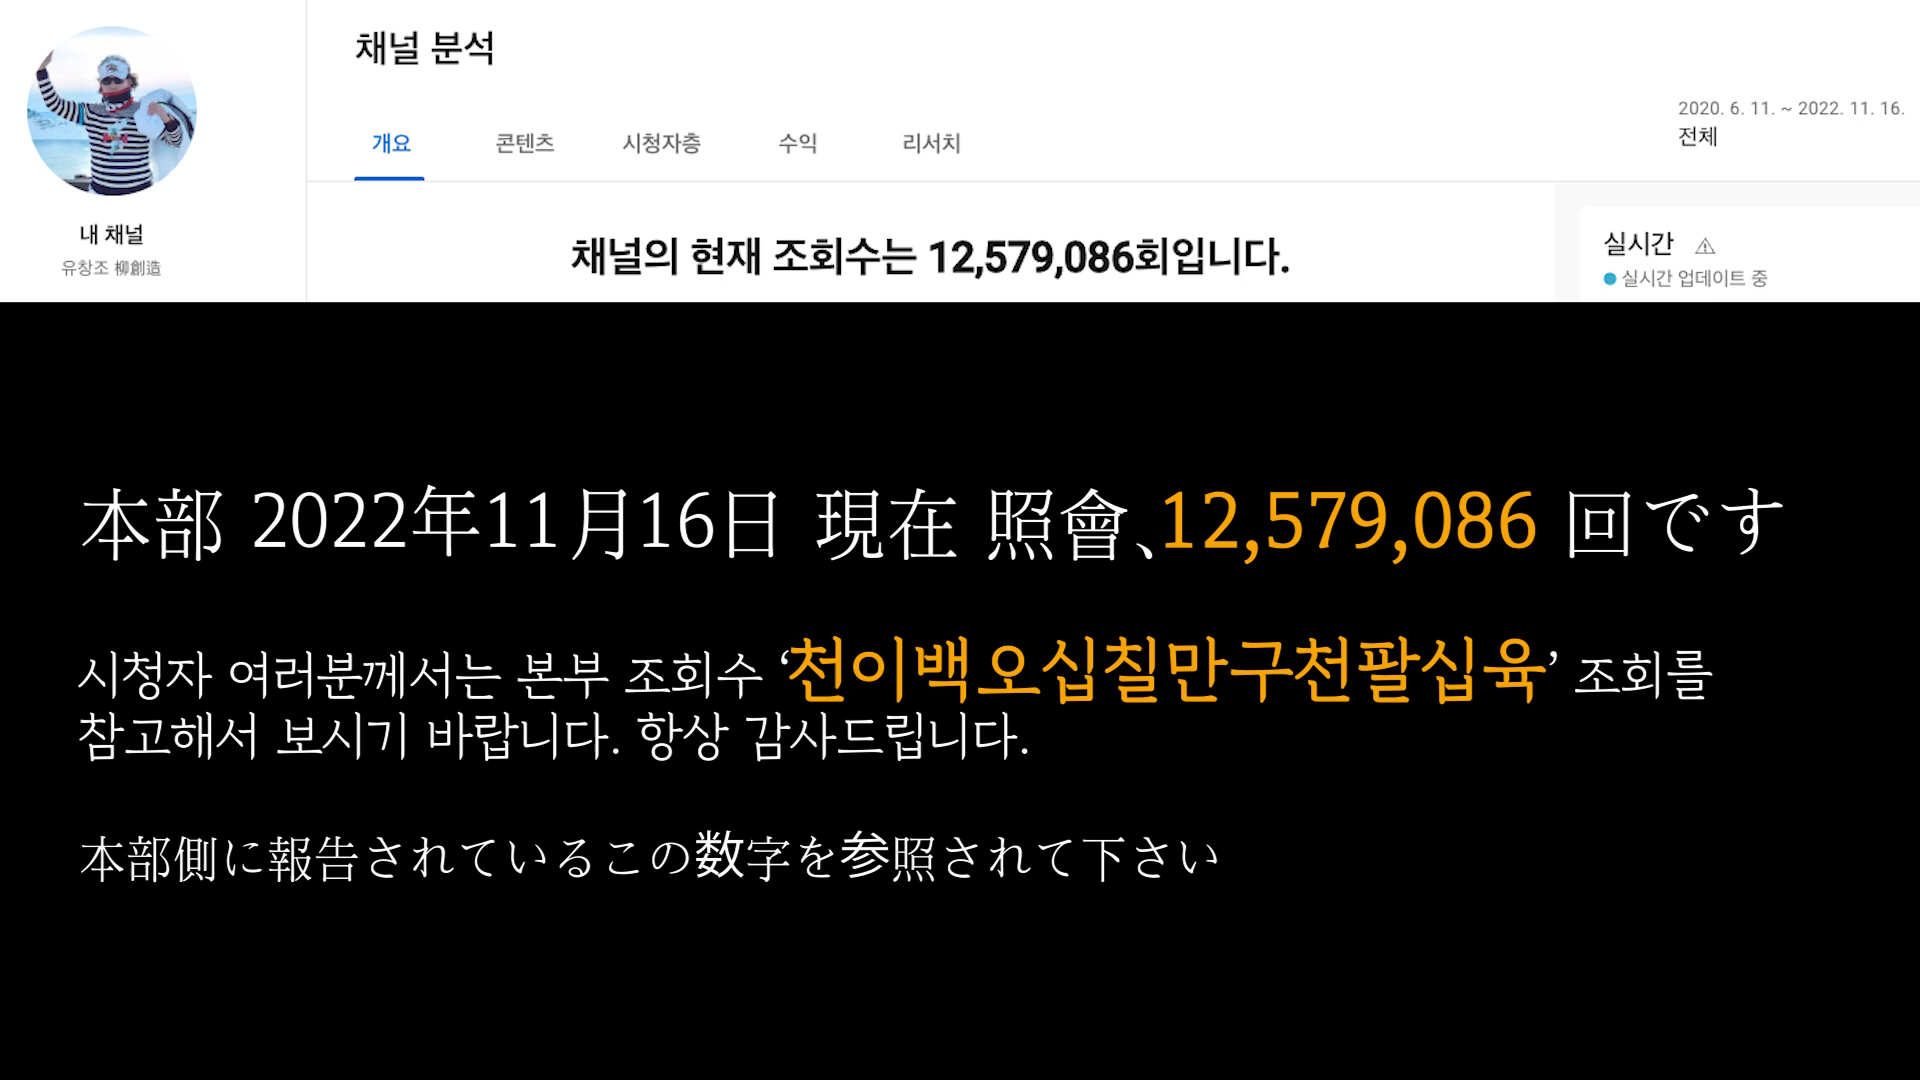 채널 분석
2020. 6. 11. ~ 2022. 11. 16.
전체
개요 콘텐츠 시청자층 수익 리서치
내 채널
유창조 柳創造
채널의 현재 조회수는 12,579,086회입니다.
실시간
실시간 업데이트 중
本部 2022年11月16日 現在 照會、12,579,086 回です
시청자 여러분께서는 본부 조회수 ‘천이백오십칠만구천팔십육’ 조회를
참고해서 보시기 바랍니다. 항상 감사드립니다.
本部側に報告されているこの数字を参照されて下さい